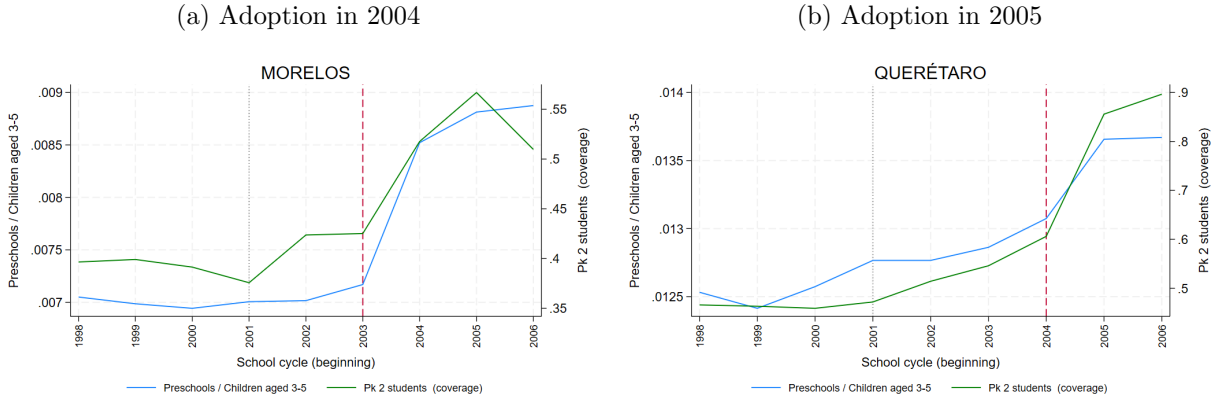 (a) Adoption in 2004
MORELOS
Preschools / Children aged 3-5
.009
.0085
.008
.0075
.007
.55
.5
.45
.4
.35
Pk 2 students (coverage)
1998
1999
2000
2001
2002
2003
2004
2005
2006
School cycle (beginning)
Preschools / Children aged 3-5
Pk 2 students (coverage)
(b) Adoption in 2005
QUERÉTARO
Preschools / Children aged 3-5
.014
.0135
.013
.0125
.9
.8
.7
.6
.5
Pk 2 students (coverage)
1998
1999
2000
2001
2002
2003
2004
2005
2006
School cycle (beginning)
Preschools / Children aged 3-5
Pk 2 students (coverage)